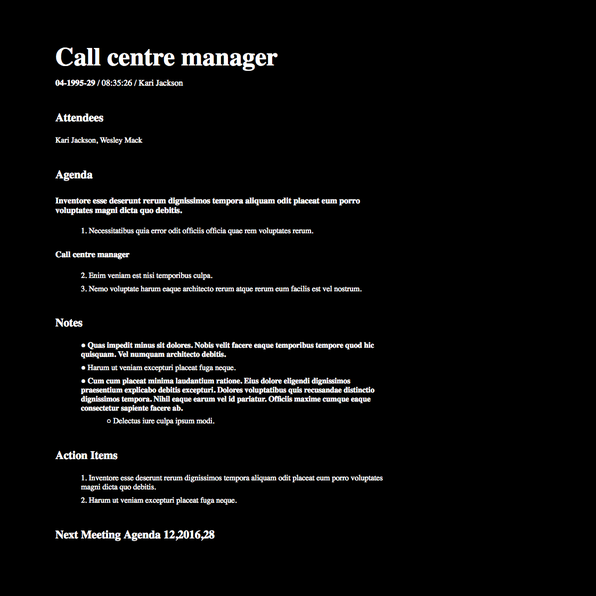 Call centre manager
04-1995-29 / 08:35:26 / Kari Jackson
Attendees
Kari Jackson, Wesley Mack
Agenda
Inventore esse deserunt rerum dignissimos tempora aliquam odit placeat eum porro
voluptates magni dicta quo debitis.
1. Necessitatibus quia error odit officiis officia quae rem voluptates rerum.
Call centre manager
2. Enim veniam est nisi temporibus culpa.
3. Nemo voluptate harum eaque architecto rerum atque rerum eum facilis est vel nostrum.
Notes
● Quas impedit minus sit dolores. Nobis velit facere eaque temporibus tempore quod hic
quisquam. Vel numquam architecto debitis.
● Harum ut veniam excepturi placeat fuga neque.
● Cum cum placeat minima laudantium ratione. Eius dolore eligendi dignissimos
praesentium explicabo debitis excepturi. Dolores voluptatibus quis recusandae distinctio
dignissimos tempora. Nihil eaque earum vel id pariatur. Officiis maxime cumque eaque
consectetur sapiente facere ab.
○ Delectus iure culpa ipsum modi.
Action Items
1. Inventore esse deserunt rerum dignissimos tempora aliquam odit placeat eum porro voluptates
magni dicta quo debitis.
2. Harum ut veniam excepturi placeat fuga neque.
Next Meeting Agenda 12,2016,28